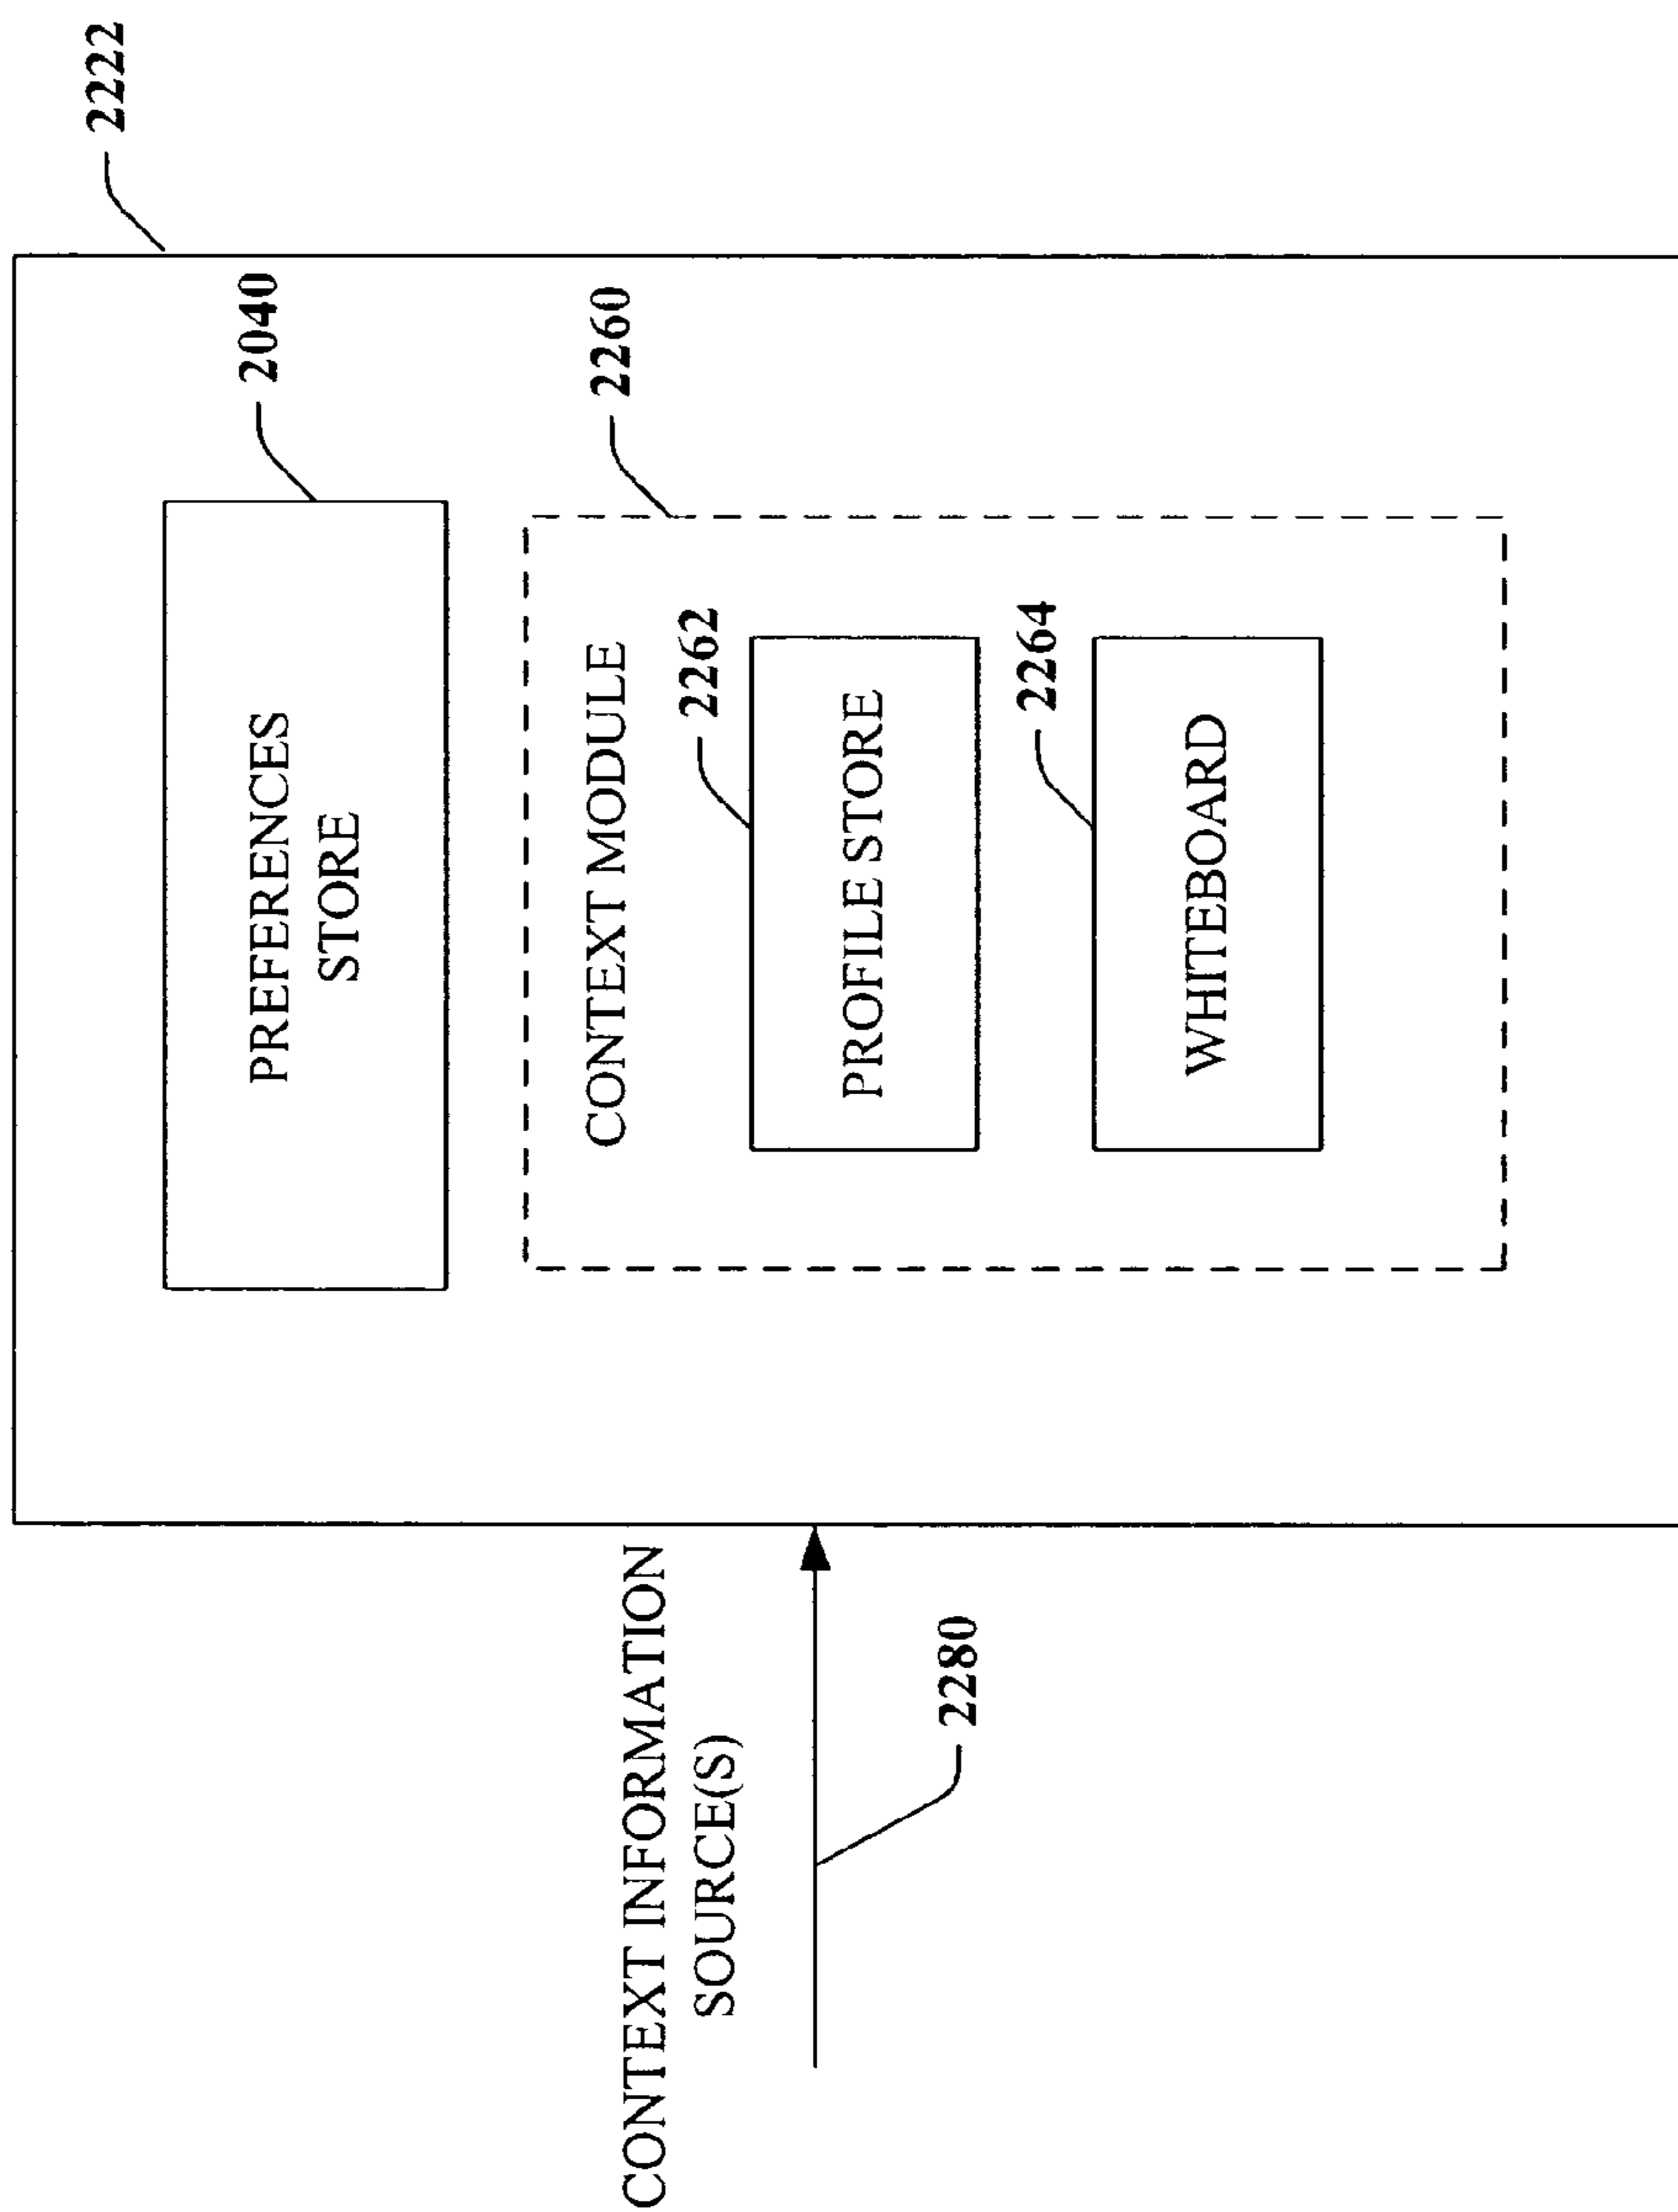 2222
2040
PREFERENCES
STORE
2260
CONTEXT MODULE
2262
PROFILE STORE
2264
WHITEBOARD
CONTEXT INFORMATION
SOURCE(S)
2280